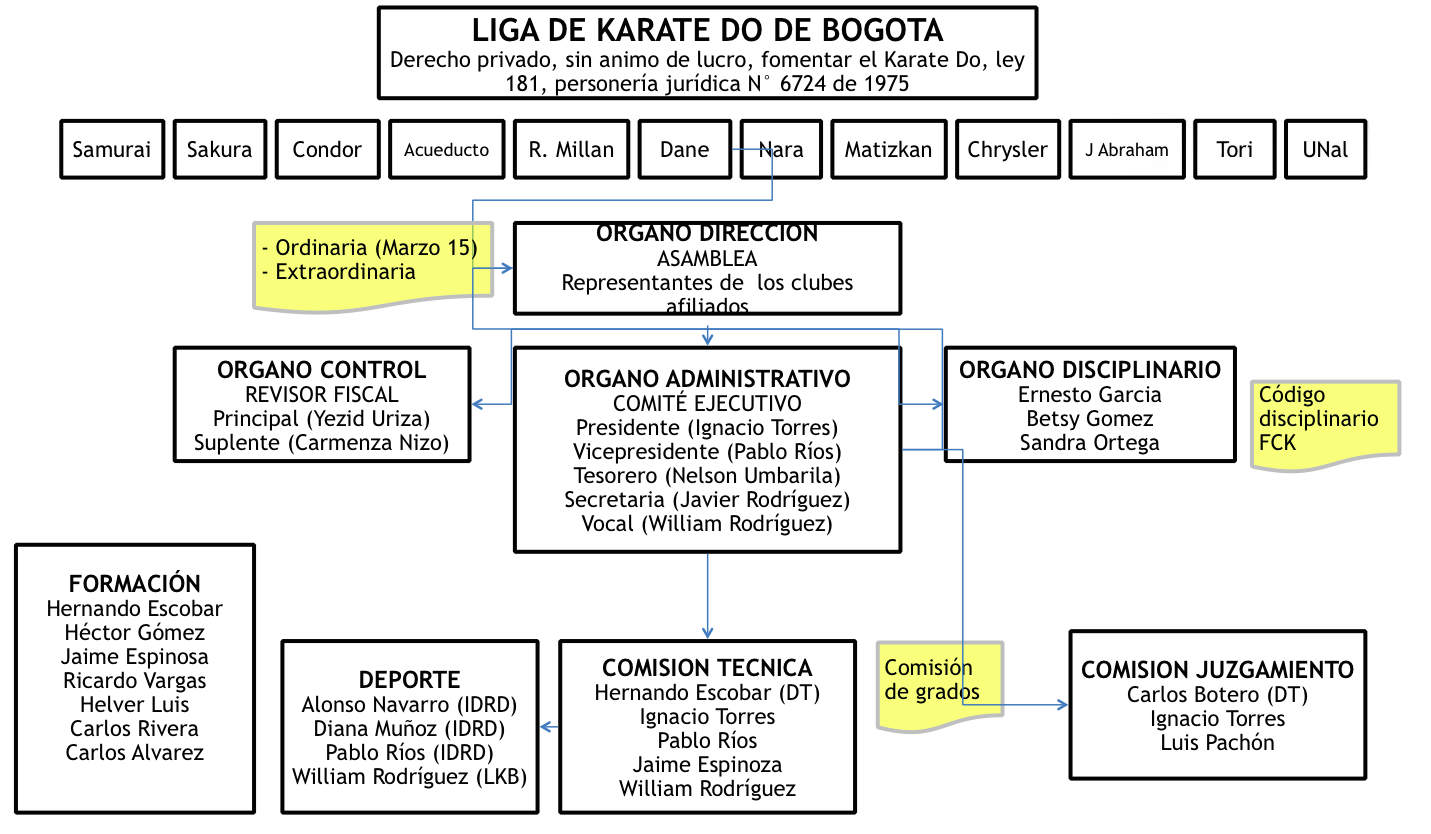 LIGA DE KARATE DO DE BOGOTA
Derecho privado, sin animo de lucro, fomentar el Karate Do, ley
181, personería jurídica N° 6724 de 1975
Samurai
Sakura
Condor
Acueducto
R. Millan
Dane
Nara
Matizkan
Chrysler
J Abraham
Tori
UNal
- Ordinaria (Marzo 15)
- Extraordinaria
ORGANO DIRECCION
ASAMBLEA
Representantes de  los clubes
afiliados
ORGANO CONTROL
REVISOR FISCAL
Principal (Yezid Uriza)
Suplente (Carmenza Nizo)
ORGANO ADMINISTRATIVO
COMITÉ EJECUTIVO
Presidente (Ignacio Torres)
Vicepresidente (Pablo Ríos)
Tesorero (Nelson Umbarila)
Secretaria (Javier Rodríguez)
Vocal (William Rodríguez)
ORGANO DISCIPLINARIO
Ernesto Garcia
Betsy Gomez
Sandra Ortega
Código
disciplinario
FCK
FORMACIÓN
Hernando Escobar
Héctor Gómez
Jaime Espinosa
Ricardo Vargas
Helver Luis
Carlos Rivera
Carlos Alvarez
DEPORTE
Alonso Navarro (IDRD)
Diana Muñoz (IDRD)
Pablo Ríos (IDRD)
William Rodríguez (LKB)
COMISION TECNICA
Hernando Escobar (DT)
Ignacio Torres
Pablo Ríos
Jaime Espinoza
William Rodríguez
Comisión
de grados
COMISION JUZGAMIENTO
Carlos Botero (DT)
Ignacio Torres
Luis Pachón